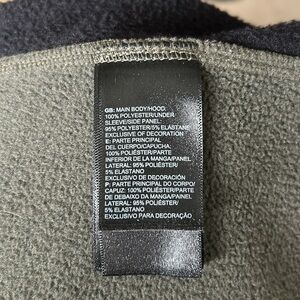 GB: MAIN BODY/HOOD:
100% POLYESTER/UNDER
SLEEVE/SIDE PANEL:
95% POLYESTER/5% ELASTANE
EXCLUSIVE OF DECORATION
E: PARTE PRINCIPAL
DEL CUERPO/CAPUCHA:
100% POLIÉSTER/PARTE
INFERIOR DE LA MANGA/PANEL
LATERAL: 95% POLIÉSTER/
5% ELASTANO
EXCLUSIVO DE DECORACIÓN
P: PARTE PRINCIPAL DO CORPO/
CAPUZ: 100% POLIÉSTER/PARTE
DE DEBAIXO DA MANGA/PAINEL
LATERAL: 95% POLIÉSTER/
5% ELASTANO
EXCLUSIVO PARA DECORAÇÃO